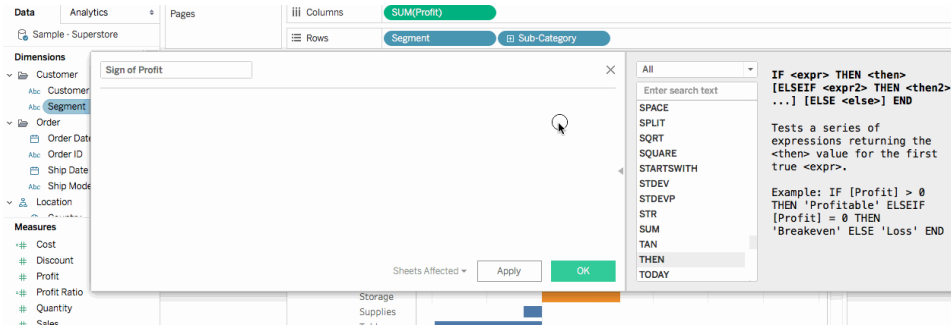 Data
Analytics
Pages
Columns
SUM(Profit)
Sample - Superstore
Rows
Segment
Sub-Category
Dimensions
Customer
Abc Customer
Abc Segment
Order
Order Date
Abc Order ID
Ship Date
Abc Ship Mode
Location
Measures
Cost
Discount
Profit
Profit Ratio
Quantity
Sales
Sign of Profit
Sheets Affected
Apply
OK
All
Enter search text
SPACE
SPLIT
SQRT
SQUARE
STARTSWITH
STDEV
STDEVP
STR
SUM
TAN
THEN
TODAY
IF <expr> THEN <then>
[ELSEIF <expr2> THEN <then2>
...] [ELSE <else>] END
Tests a series of
expressions returning the
<then> value for the first
true <expr>.
Example: IF [Profit] > 0
THEN 'Profitable' ELSEIF
[Profit] = 0 THEN
'Breakeven' ELSE 'Loss' END
Storage
Supplies